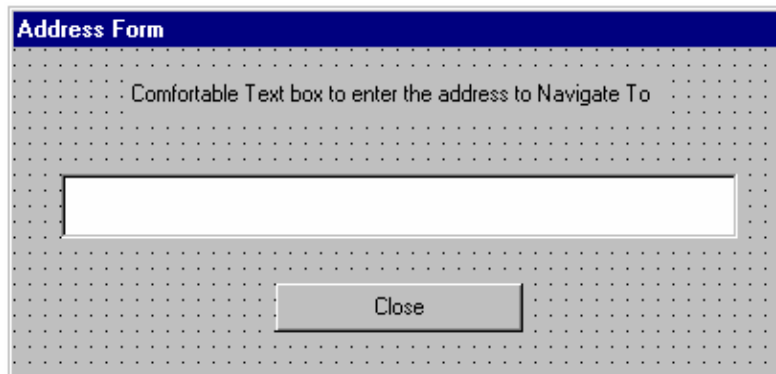 Address Form
Comfortable Text box to enter the address to Navigate To
Close